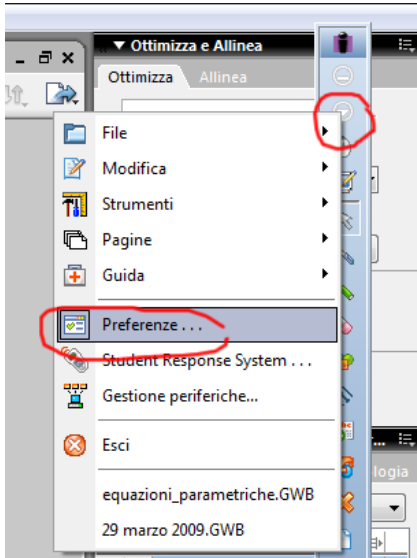 ▼ Ottimizza e Allinea
Ottimizza Allinea
File
Modifica
Strumenti
Pagine
Guida
Preferenze . . .
Student Response System . . .
Gestione periferiche...
Esci
equazioni_parametriche.GWB
29 marzo 2009.GWB